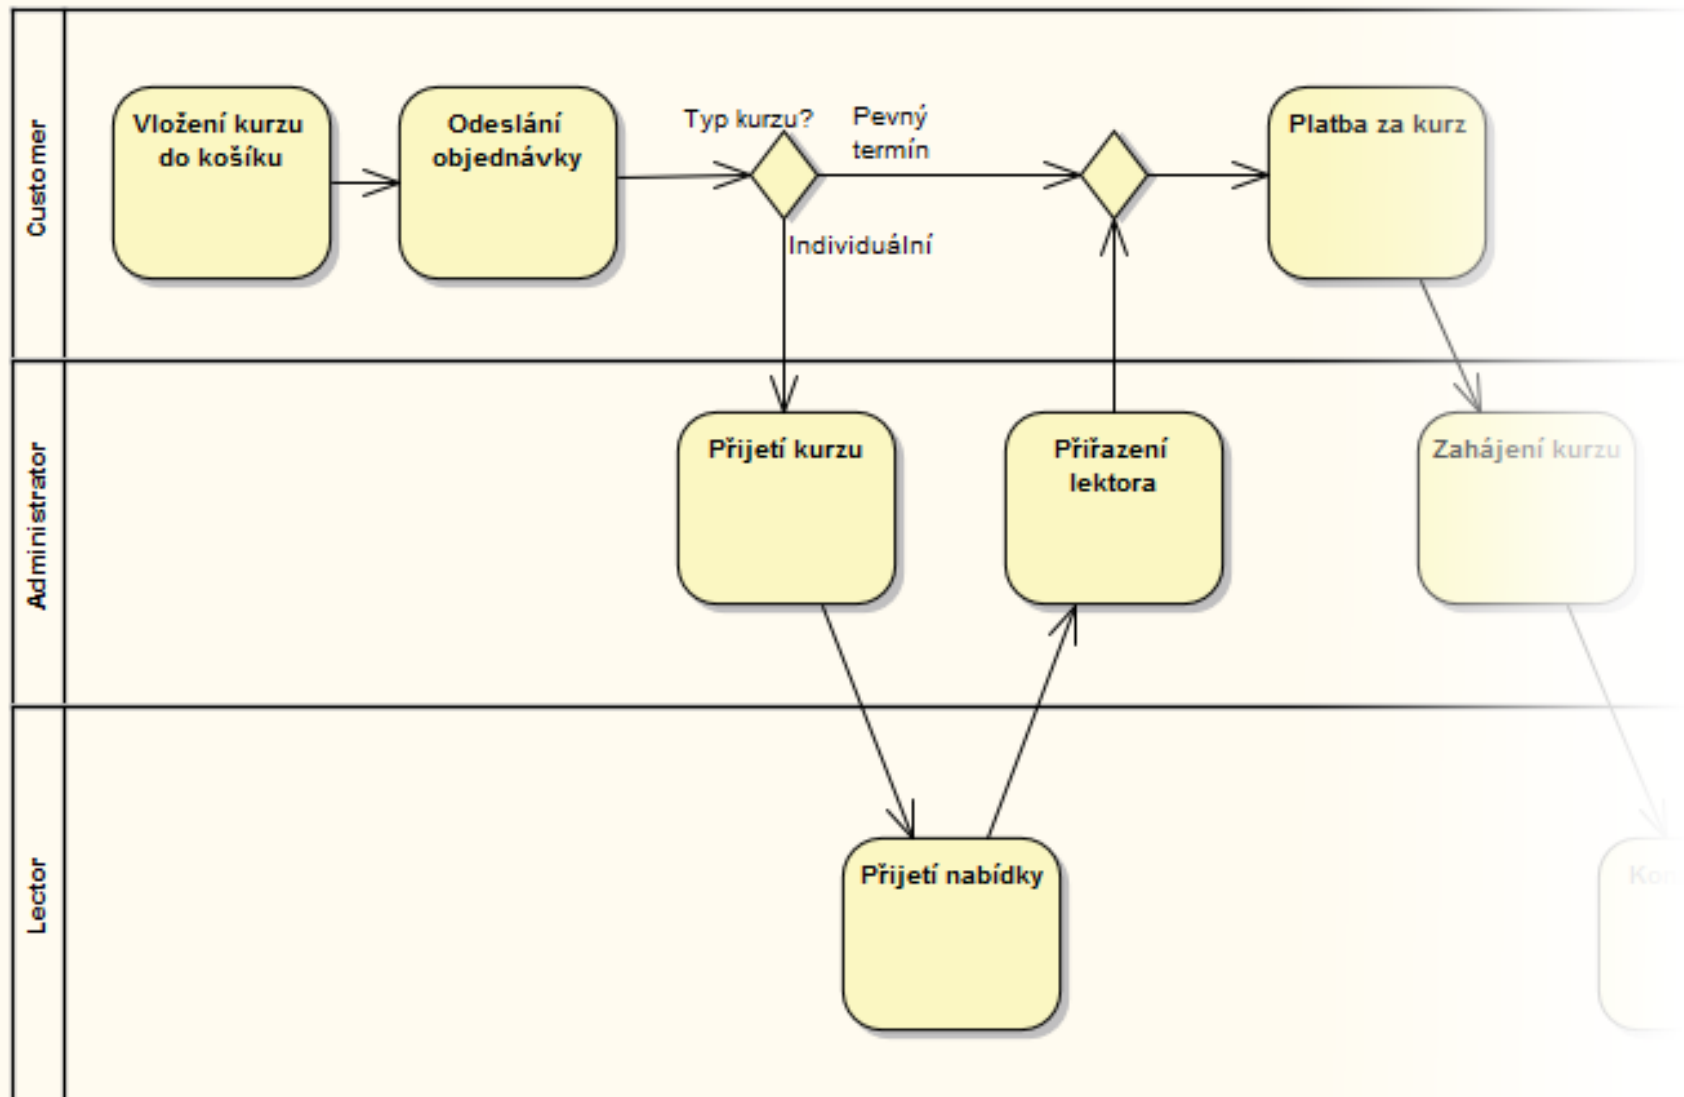 Customer
Vložení kurzu
do košíku
Odeslání
objednávky
Typ kurzu?
Pevný
termín
Individuální
Platba za kurz
Administrator
Přijetí kurzu
Přiřazení
lektora
Zahájení kurzu
Lector
Přijetí nabídky